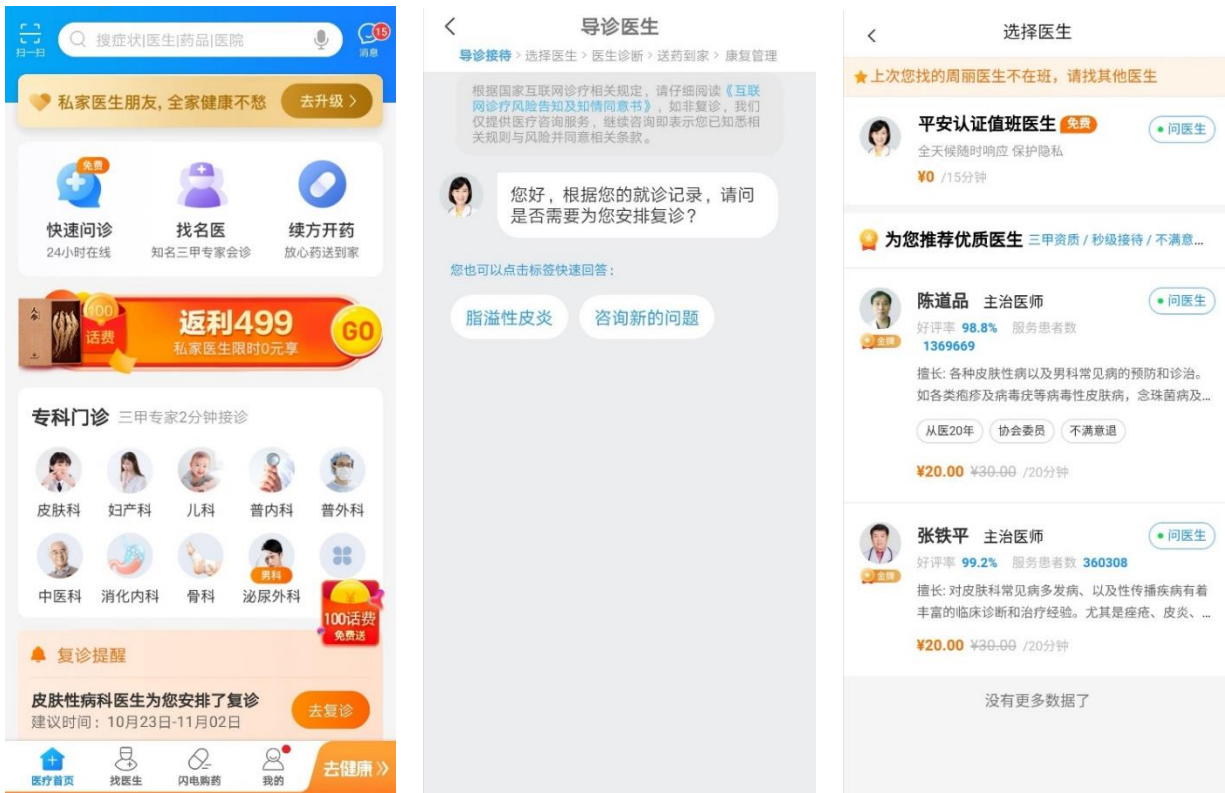 扫一扫
搜症状|医生|药品|医院
15
消息
私家医生朋友, 全家健康不愁
去升级 >
免费
快速问诊
24小时在线
找名医
知名三甲专家会诊
续方开药
放心药送到家
人参
100
话费
返利499
私家医生限时0元享
GO
专科门诊 三甲专家2分钟接诊
皮肤科
妇产科
儿科
普内科
普外科
中医科
消化内科
骨科
男科
泌尿外科
¥
100话费
免费送
复诊提醒
皮肤性病科医生为您安排了复诊
建议时间：10月23日-11月02日
去复诊
医疗首页
找医生
闪电购药
我的
去健康
导诊医生
导诊接待 > 选择医生 > 医生诊断 > 送药到家 > 康复管理
根据国家互联网诊疗相关规定，请仔细阅读《互联
网诊疗风险告知及知情同意书》，如非复诊，我们
仅提供医疗咨询服务，继续咨询即表示您已知悉相
关规则与风险并同意相关条款。
您好，根据您的就诊记录，请问
是否需要为您安排复诊？
您也可以点击标签快速回答：
脂溢性皮炎
咨询新的问题
选择医生
上次您找的周丽医生不在班，请找其他医生
平安认证值班医生 免费
问医生
全天候随时响应 保护隐私
¥0 /15分钟
为您推荐优质医生 三甲资质 / 秒级接待 / 不满意...
陈道品 主治医师
问医生
好评率 98.8% 服务患者数
1369669
金牌
擅长: 各种皮肤性病以及男科常见病的预防和诊治。
如各类疱疹及病毒疣等病毒性皮肤病，念珠菌病及...
从医20年
协会委员
不满意退
¥20.00 ¥30.00 /20分钟
张铁平 主治医师
问医生
好评率 99.2% 服务患者数 360308
金牌
擅长: 对皮肤科常见病多发病、以及性传播疾病有着
丰富的临床诊断和治疗经验。尤其是痤疮、皮炎、...
¥20.00 ¥30.00 /20分钟
没有更多数据了